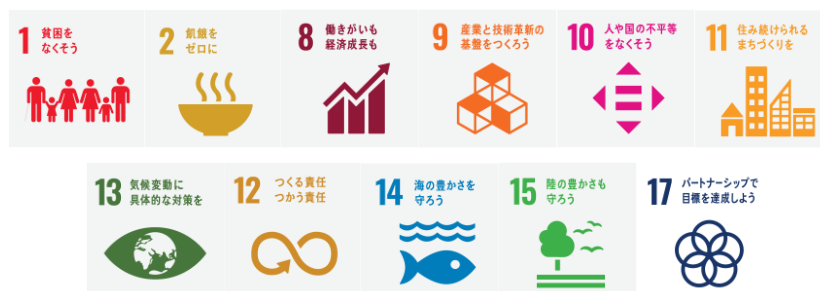 1 貧困を
なくそう
2 飢餓を
ゼロに
8 働きがいも
経済成長も
9 産業と技術革新の
基盤をつくろう
10 人や国の不平等
をなくそう
11 住み続けられる
まちづくりを
13 気候変動に
具体的な対策を
12 つくる責任
つかう責任
14 海の豊かさを
守ろう
15 陸の豊かさも
守ろう
17 パートナーシップで
目標を達成しよう